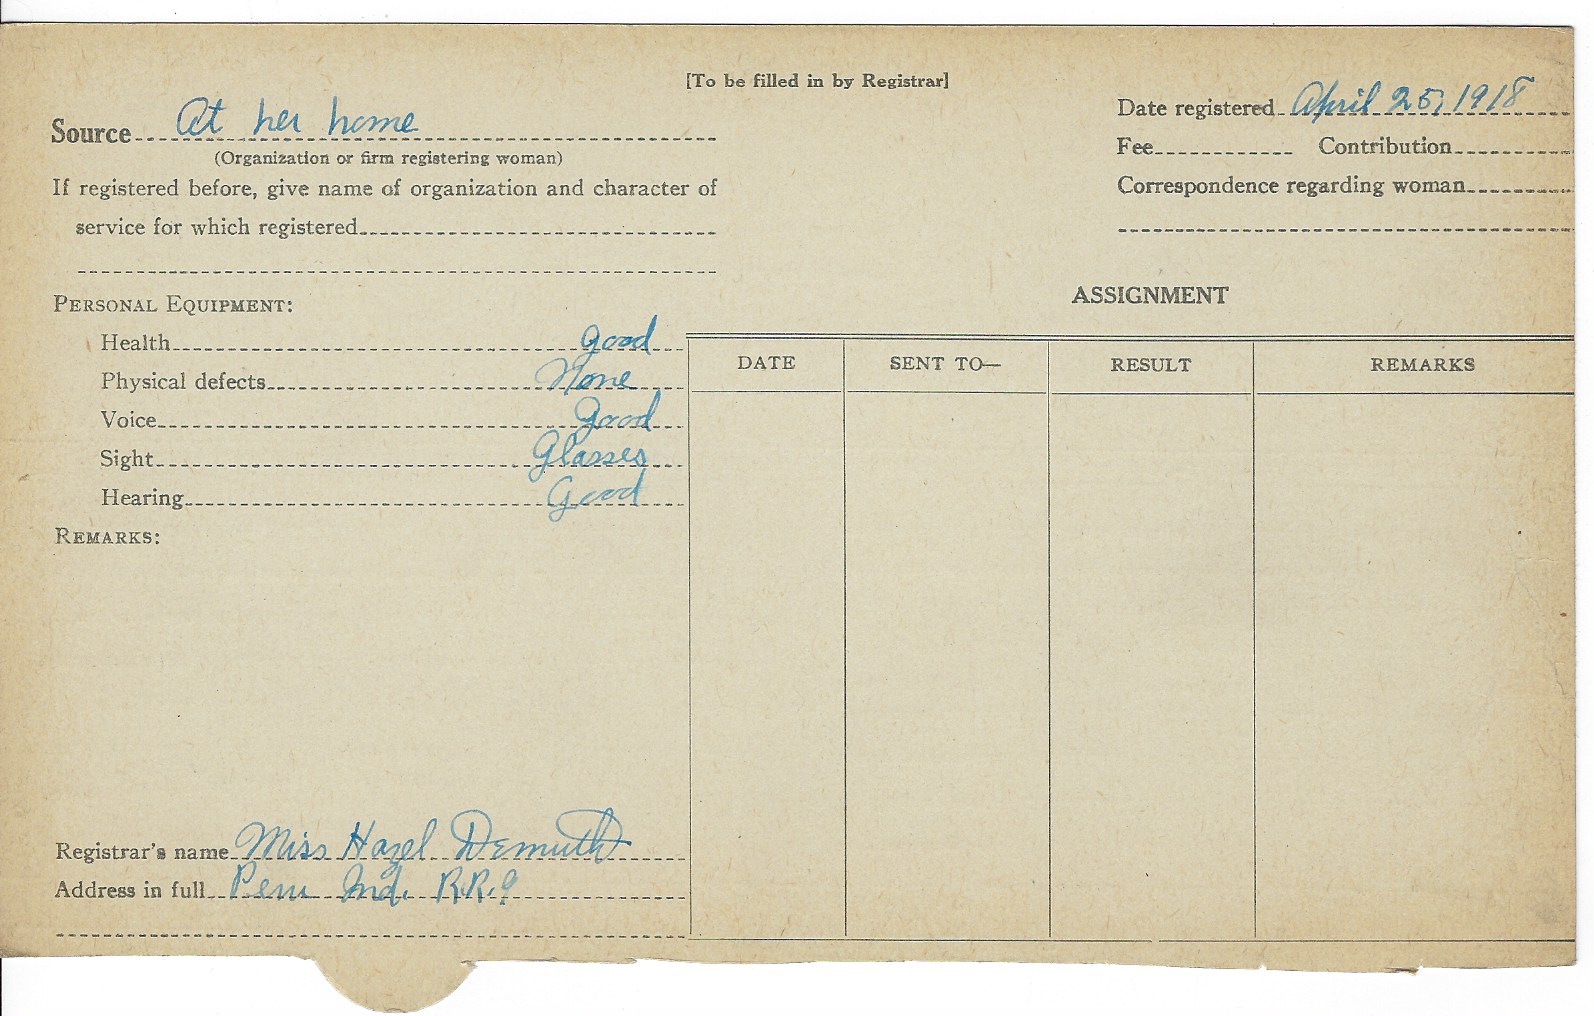 [To be filled in by Registrar]
Source At her home
(Organization or firm registering woman)
If registered before, give name of organization and character of
service for which registered
Date registered April 25, 1918
Fee Contribution
Correspondence regarding woman
PERSONAL EQUIPMENT:
Health Good
Physical defects None
Voice Good
Sight Glasses
Hearing Good
REMARKS:
Registrar's name Miss Hazel Demuth
Address in full Peru Ind. R.R. 9
ASSIGNMENT
DATE SENT TO— RESULT REMARKS